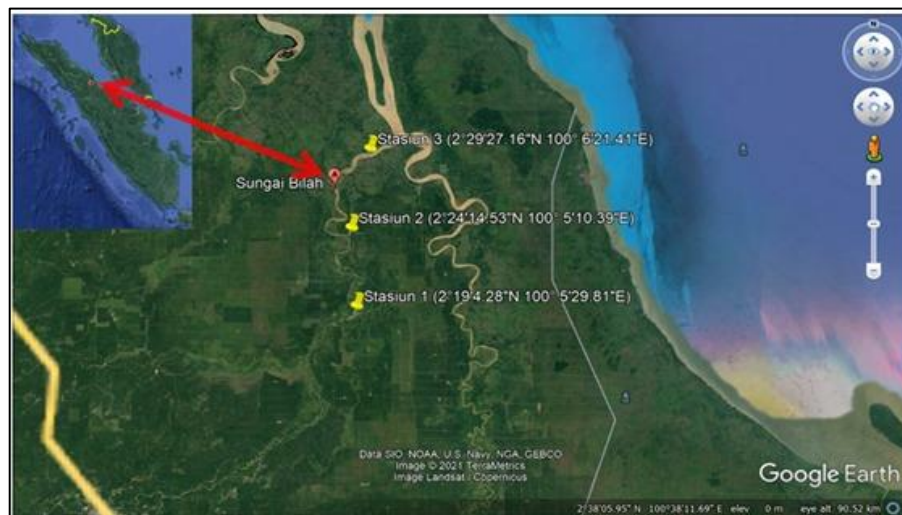 N
Stasiun 3 (2°29'27.16"N 100° 6'21.41"E)
Sungai Bilah
A
Stasiun 2 (2°24'14.53"N 100° 5'10.39"E)
Stasiun 1 (2°19'4.28"N 100° 5'29.81"E)
Data SIO, NOAA, U.S. Navy, NGA, GEBCO
Image © 2021 TerraMetrics
Image Landsat / Copernicus
Google Earth
2°38'05.95" N 100°38'11.69" E elev 0 m eye alt 90.52 km